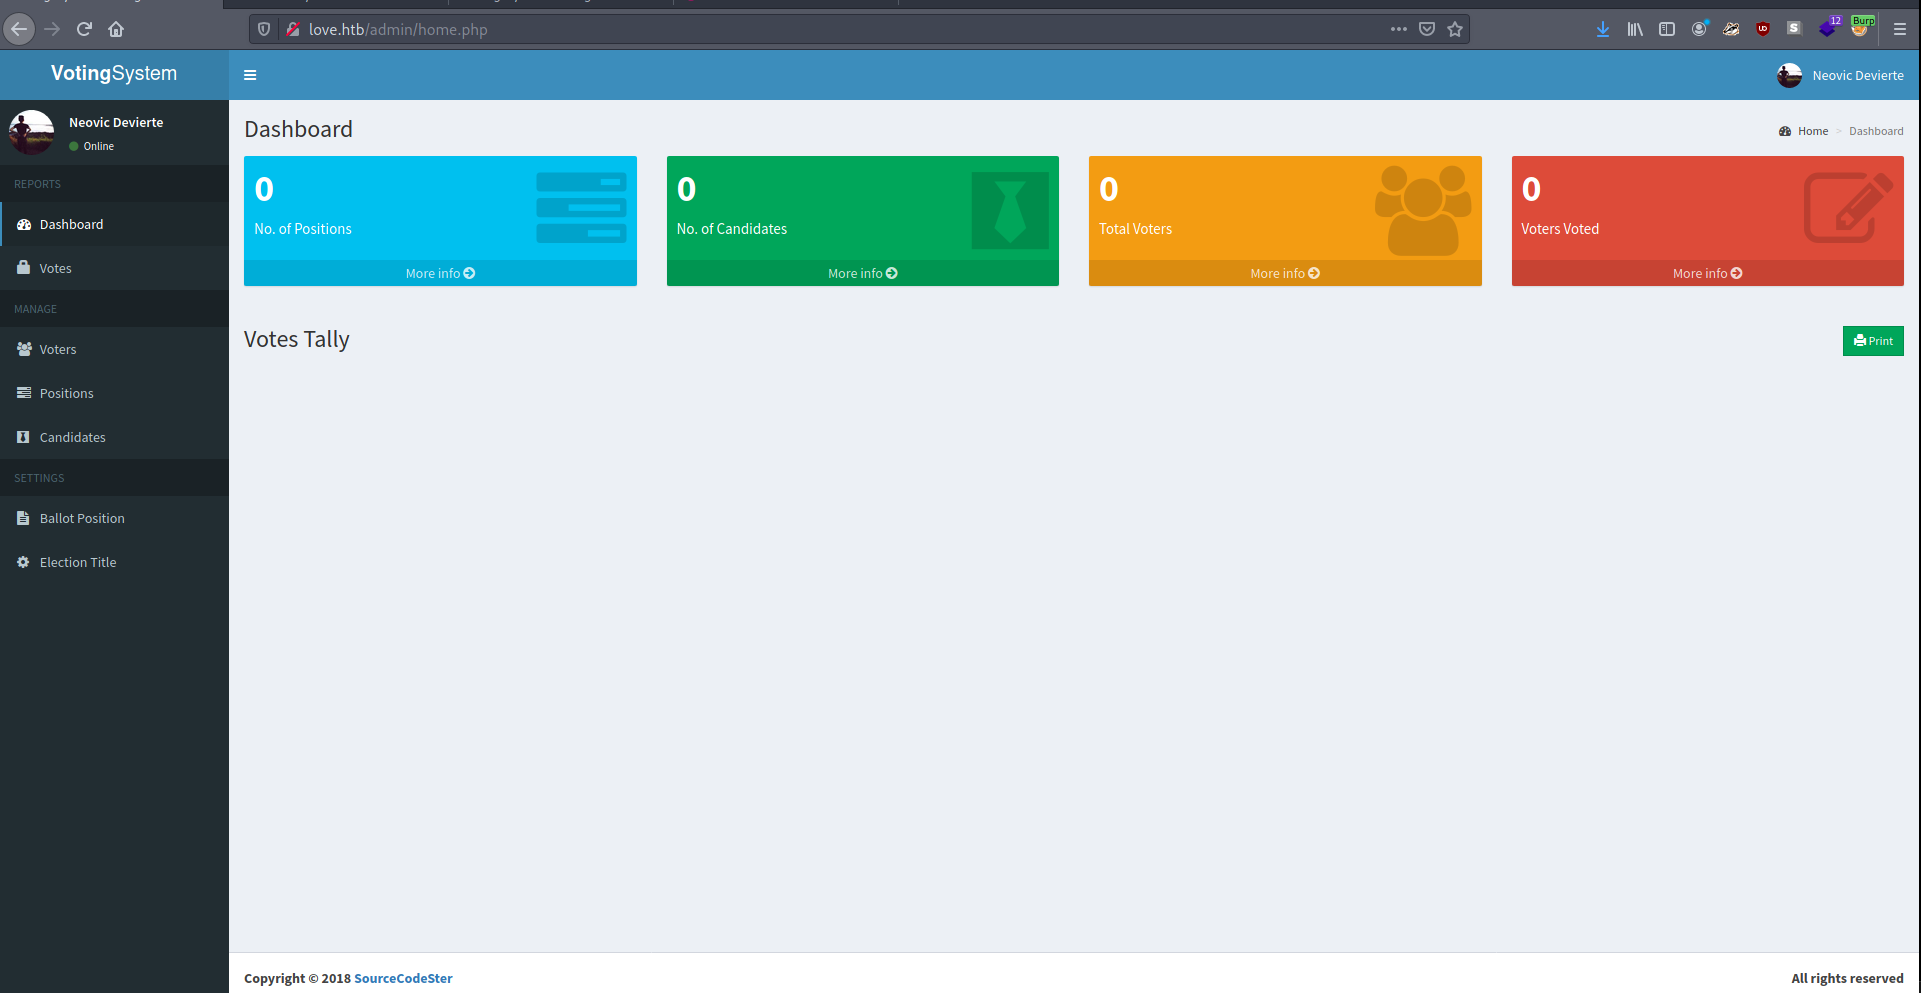 love.htb/admin/home.php
12
Burp
VotingSystem
Neovic Devierte
Neovic Devierte
Online
REPORTS
Dashboard
Votes
MANAGE
Voters
Positions
Candidates
SETTINGS
Ballot Position
Election Title
Dashboard
Home > Dashboard
0
No. of Positions
More info
0
No. of Candidates
More info
0
Total Voters
More info
0
Voters Voted
More info
Votes Tally
Print
Copyright © 2018 SourceCodeSter
All rights reserved